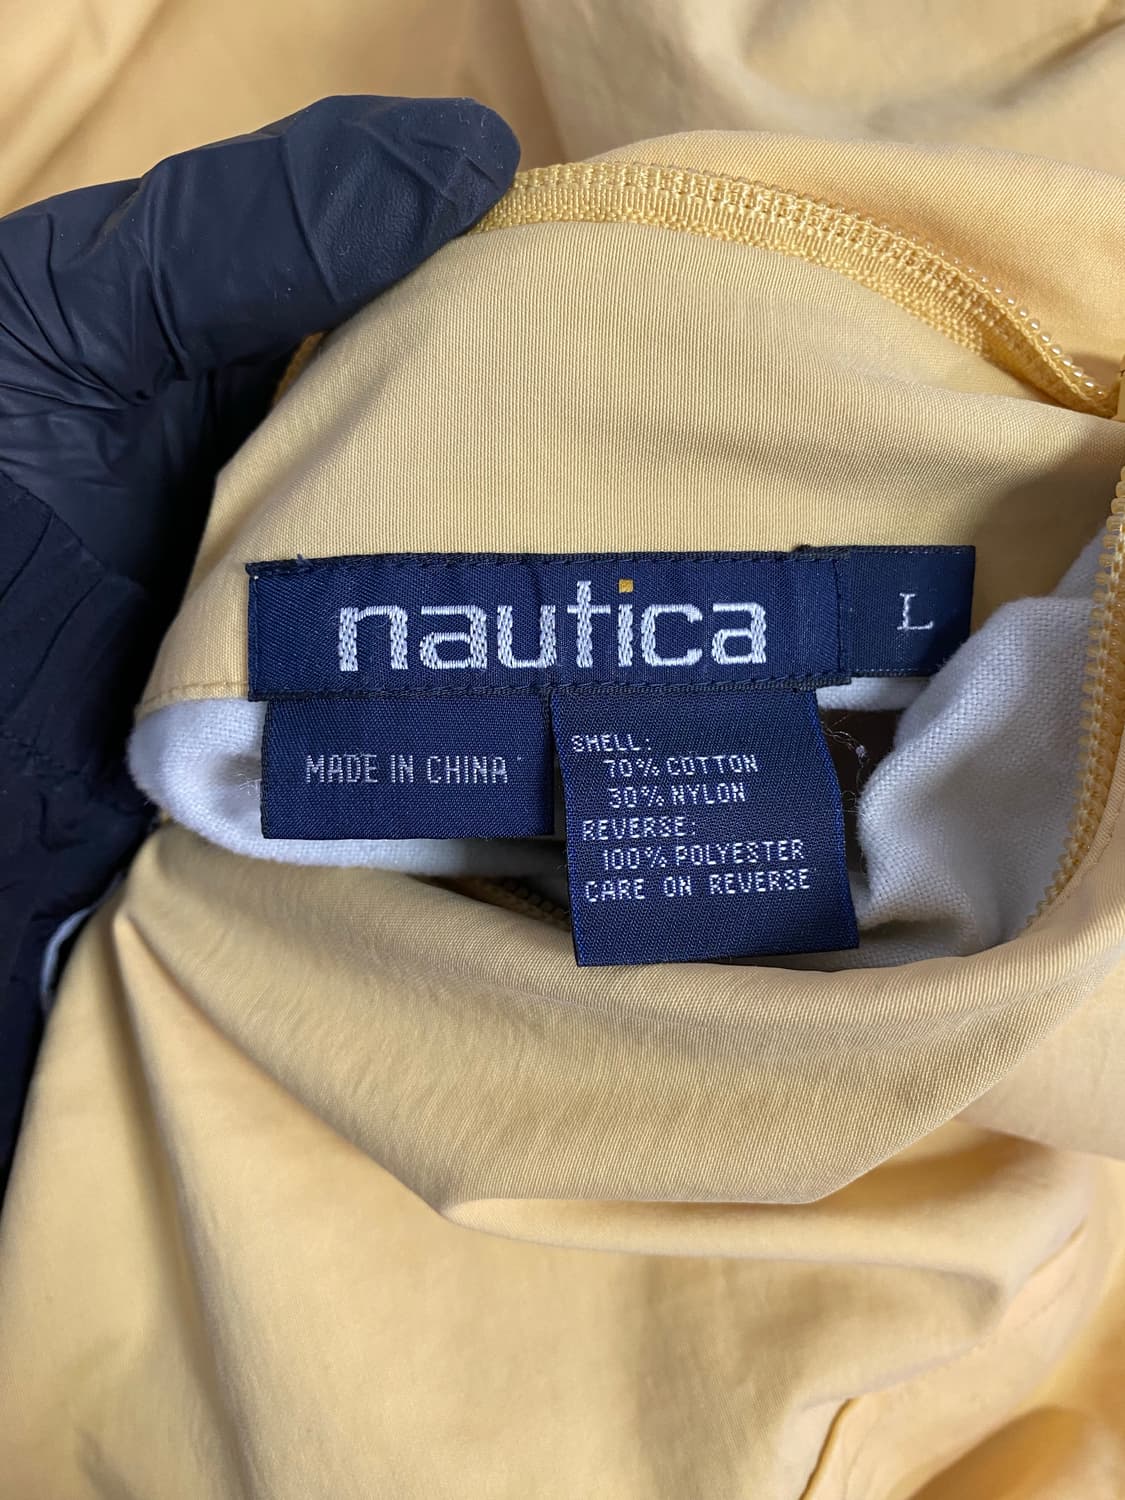 nautica
L
MADE IN CHINA
SHELL:
70% COTTON
30% NYLON
REVERSE:
100% POLYESTER
CARE ON REVERSE